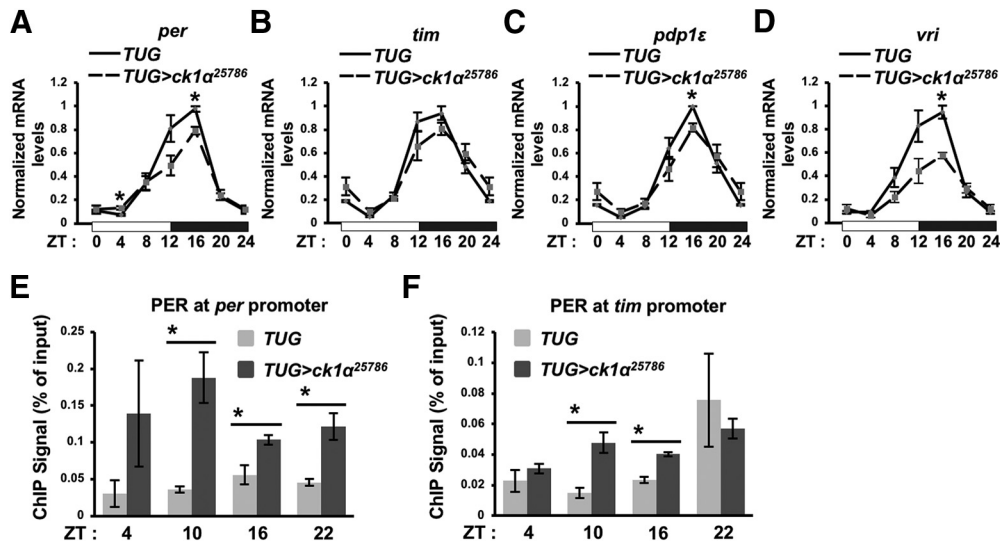 A
per
TUG
TUG>ck1α25786
Normalized mRNA levels
1.2
1
0.8
0.6
0.4
0.2
0
*
*
ZT : 0 4 8 12 16 20 24
B
tim
TUG
TUG>ck1α25786
Normalized mRNA levels
1.2
1
0.8
0.6
0.4
0.2
0
ZT : 0 4 8 12 16 20 24
C
pdp1ε
TUG
TUG>ck1α25786
Normalized mRNA levels
1.2
1
0.8
0.6
0.4
0.2
0
*
ZT : 0 4 8 12 16 20 24
D
vri
TUG
TUG>ck1α25786
Normalized mRNA levels
1.2
1
0.8
0.6
0.4
0.2
0
*
ZT : 0 4 8 12 16 20 24
E
PER at per promoter
TUG
TUG>ck1α25786
ChIP Signal (% of input)
0.25
0.2
0.15
0.1
0.05
0
*
*
*
ZT : 4 10 16 22
F
PER at tim promoter
TUG
TUG>ck1α25786
ChIP Signal (% of input)
0.12
0.1
0.08
0.06
0.04
0.02
0
*
*
ZT : 4 10 16 22